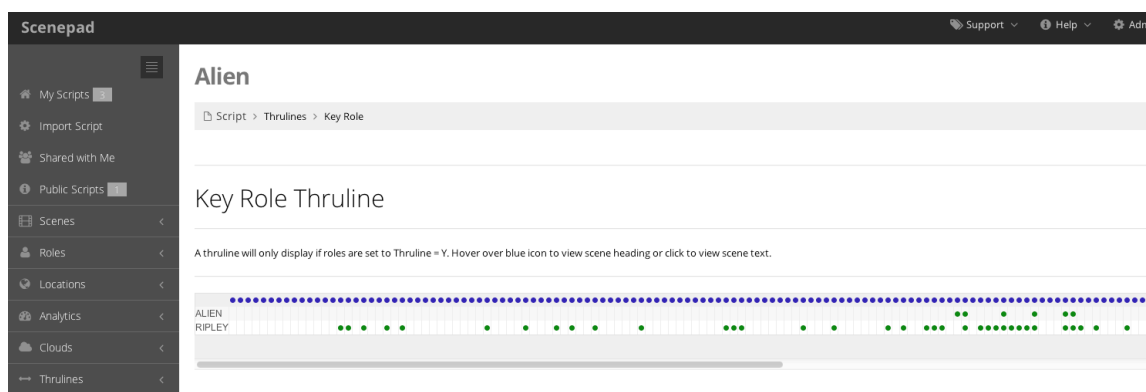 Scenepad
Support
Help
Adm
My Scripts 3
Import Script
Shared with Me
Public Scripts 1
Scenes
Roles
Locations
Analytics
Clouds
Thrulines
Alien
Script > Thrulines > Key Role
Key Role Thruline
A thruline will only display if roles are set to Thruline = Y. Hover over blue icon to view scene heading or click to view scene text.
ALIEN
RIPLEY